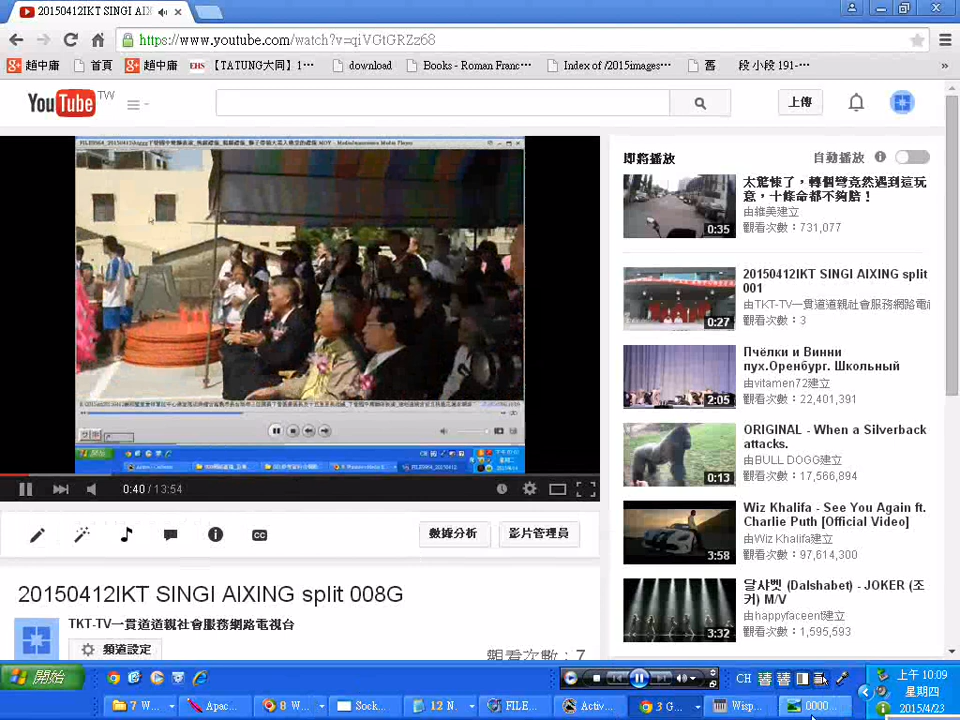 20150412IKT SINGI AIX
https://www.youtube.com/watch?v=qiVGtGRZz68
趙中庸
首頁
趙中庸
EHS 【TATUNG大同】1⋯
download
Books - Roman Franc⋯
Index of /2015images⋯
舊 段 小段 191-⋯
»
YouTube TW
上傳
0:40 / 13:54
數據分析
影片管理員
20150412IKT SINGI AIXING split 008G
TKT-TV一貫道道親社會服務網路電視台
頻道設定
觀看次數：7
即將播放
自動播放
太驚悚了，轉個彎竟然遇到這玩
意，十條命都不夠賠！
由維美建立
觀看次數：731,077
0:35
20150412IKT SINGI AIXING split
001
由TKT-TV一貫道道親社會服務網路電
觀看次數：3
0:27
Пчёлки и Винни
пух.Оренбург. Школьный
由vitamen72建立
觀看次數：22,401,391
2:05
ORIGINAL - When a Silverback
attacks.
由BULL DOGG建立
觀看次數：17,566,894
0:13
Wiz Khalifa - See You Again ft.
Charlie Puth [Official Video]
由Wiz Khalifa建立
觀看次數：97,614,300
3:58
달샤벳 (Dalshabet) - JOKER (조
커) M/V
由happyfaceent建立
觀看次數：1,595,593
3:32
開始
CH
上午 10:09
星期四
2015/4/23
7 W...
Apac...
8 W...
Sock...
12 N...
FILE...
Activ...
3 G...
Wisp...
0000...